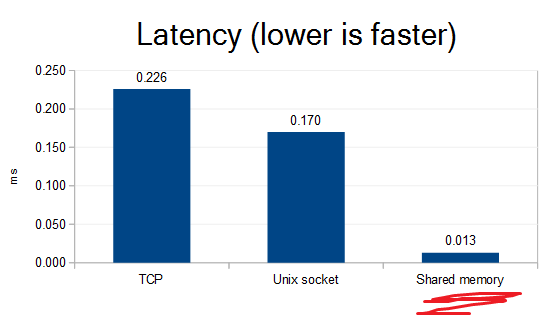 Latency (lower is faster)
0.250
0.200
0.150
0.100
0.050
0.000
ms
0.226
0.170
0.013
TCP
Unix socket
Shared memory